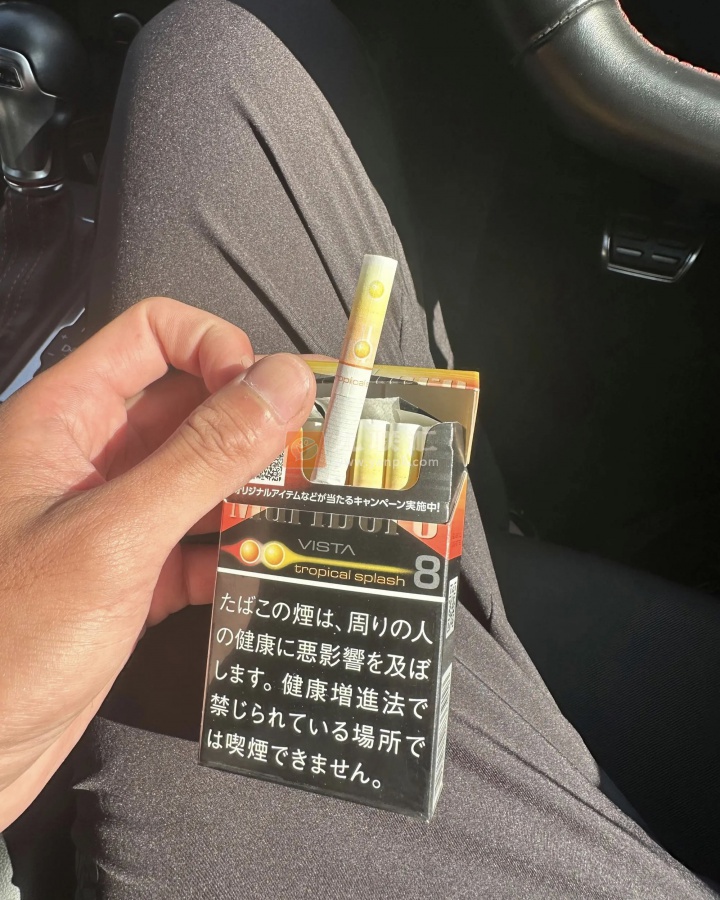 opical
オリジナルアイテムなどが当たるキャンペーン実施中!
Marlboro
VISTA
tropical splash 8
たばこの煙は、周りの人
の健康に悪影響を及ぼ
します。健康増進法で
禁じられている場所で
は喫煙できません。